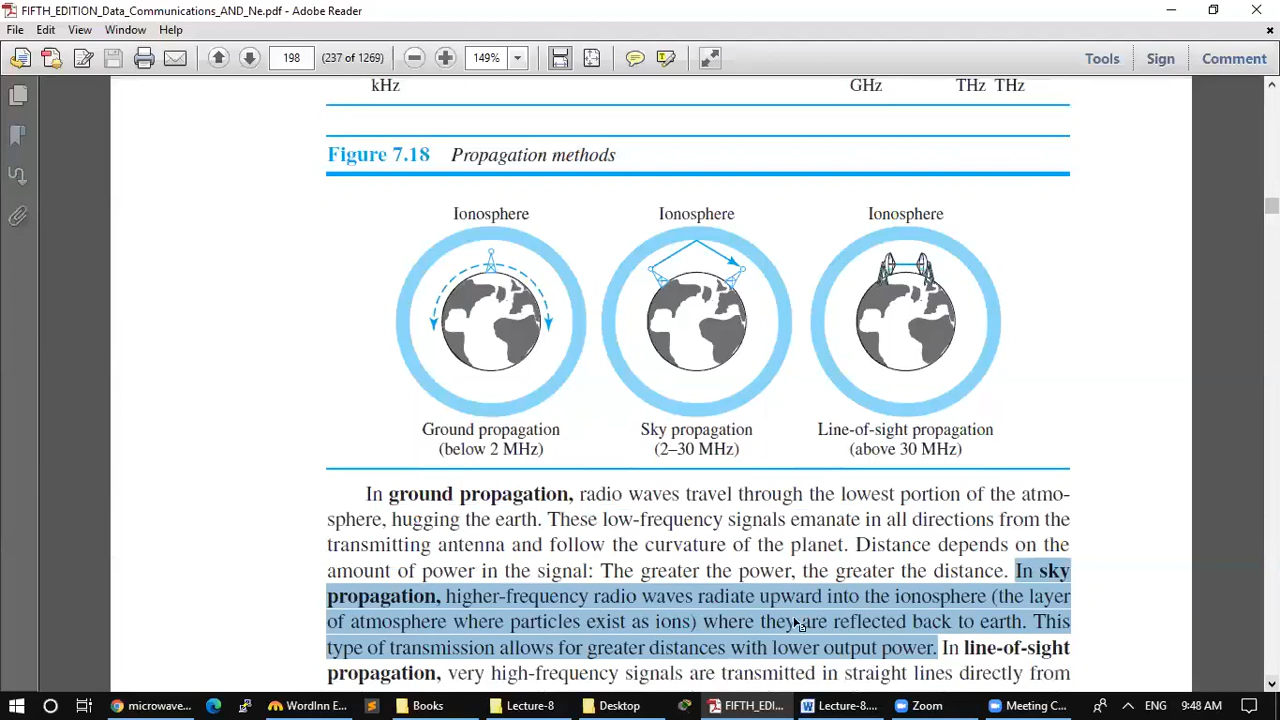 FIFTH_EDITION_Data_Communications_AND_Ne.pdf - Adobe Reader
File Edit View Window Help
198 (237 of 1269) 149% Tools Sign Comment
kHz GHz THz THz
Figure 7.18 Propagation methods
Ionosphere Ionosphere Ionosphere
Ground propagation Sky propagation Line-of-sight propagation
(below 2 MHz) (2–30 MHz) (above 30 MHz)
In ground propagation, radio waves travel through the lowest portion of the atmo-
sphere, hugging the earth. These low-frequency signals emanate in all directions from the
transmitting antenna and follow the curvature of the planet. Distance depends on the
amount of power in the signal: The greater the power, the greater the distance. In sky
propagation, higher-frequency radio waves radiate upward into the ionosphere (the layer
of atmosphere where particles exist as ions) where they are reflected back to earth. This
type of transmission allows for greater distances with lower output power. In line-of-sight
propagation, very high-frequency signals are transmitted in straight lines directly from
microwave... WordInn E... Books Lecture-8 Desktop FIFTH_EDI... Lecture-8.... Zoom Meeting C... ENG 9:48 AM